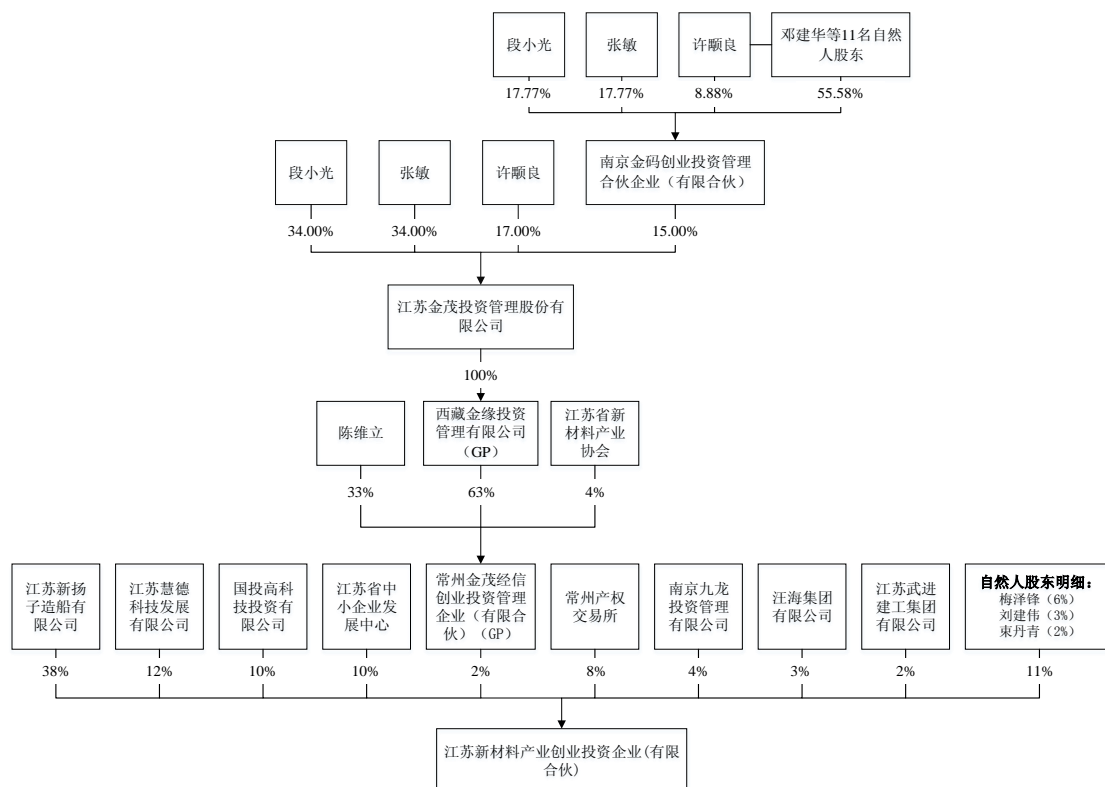 段小光
张敏
许颙良
邓建华等11名自然
人股东
17.77%
17.77%
8.88%
55.58%
段小光
张敏
许颙良
南京金码创业投资管理
合伙企业（有限合伙）
34.00%
34.00%
17.00%
15.00%
江苏金茂投资管理股份有
限公司
100%
陈维立
西藏金缘投资
管理有限公司
（GP）
江苏省新
材料产业
协会
33%
63%
4%
江苏新扬
子造船有
限公司
江苏慧德
科技发展
有限公司
国投高科
技投资有
限公司
江苏省中
小企业发
展中心
常州金茂经信
创业投资管理
企业（有限合
伙）（GP）
常州产权
交易所
南京九龙
投资管理
有限公司
汪海集团
有限公司
江苏武进
建工集团
有限公司
自然人股东明细：
梅泽锋（6%）
刘建伟（3%）
束丹青（2%）
38%
12%
10%
10%
2%
8%
4%
3%
2%
11%
江苏新材料产业创业投资企业(有限
合伙)